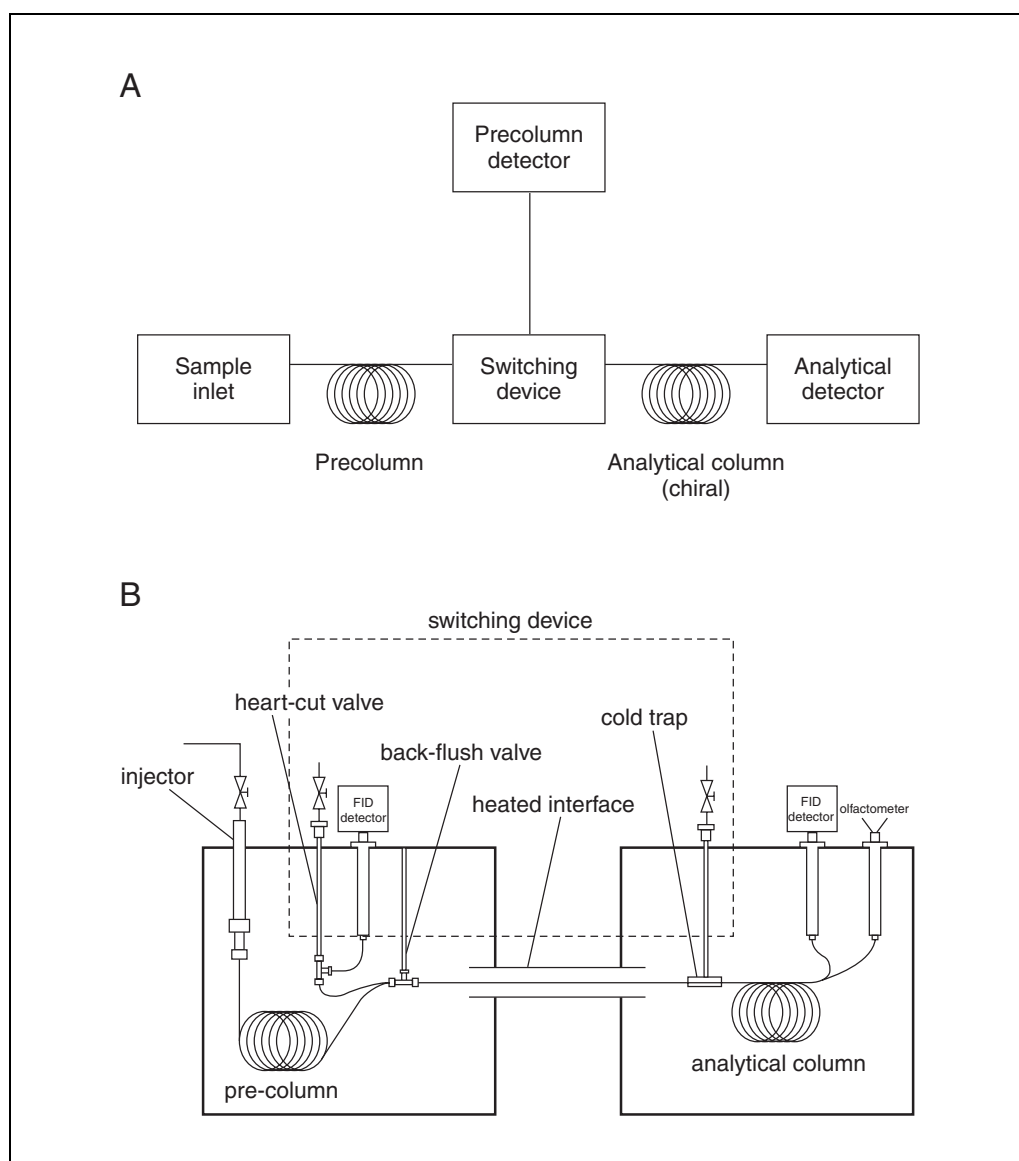 A
Precolumn
detector
Sample
inlet
Switching
device
Analytical
detector
Precolumn
Analytical column
(chiral)
B
switching device
heart-cut valve
cold trap
back-flush valve
injector
heated interface
FID
detector
FID
detector
olfactometer
pre-column
analytical column